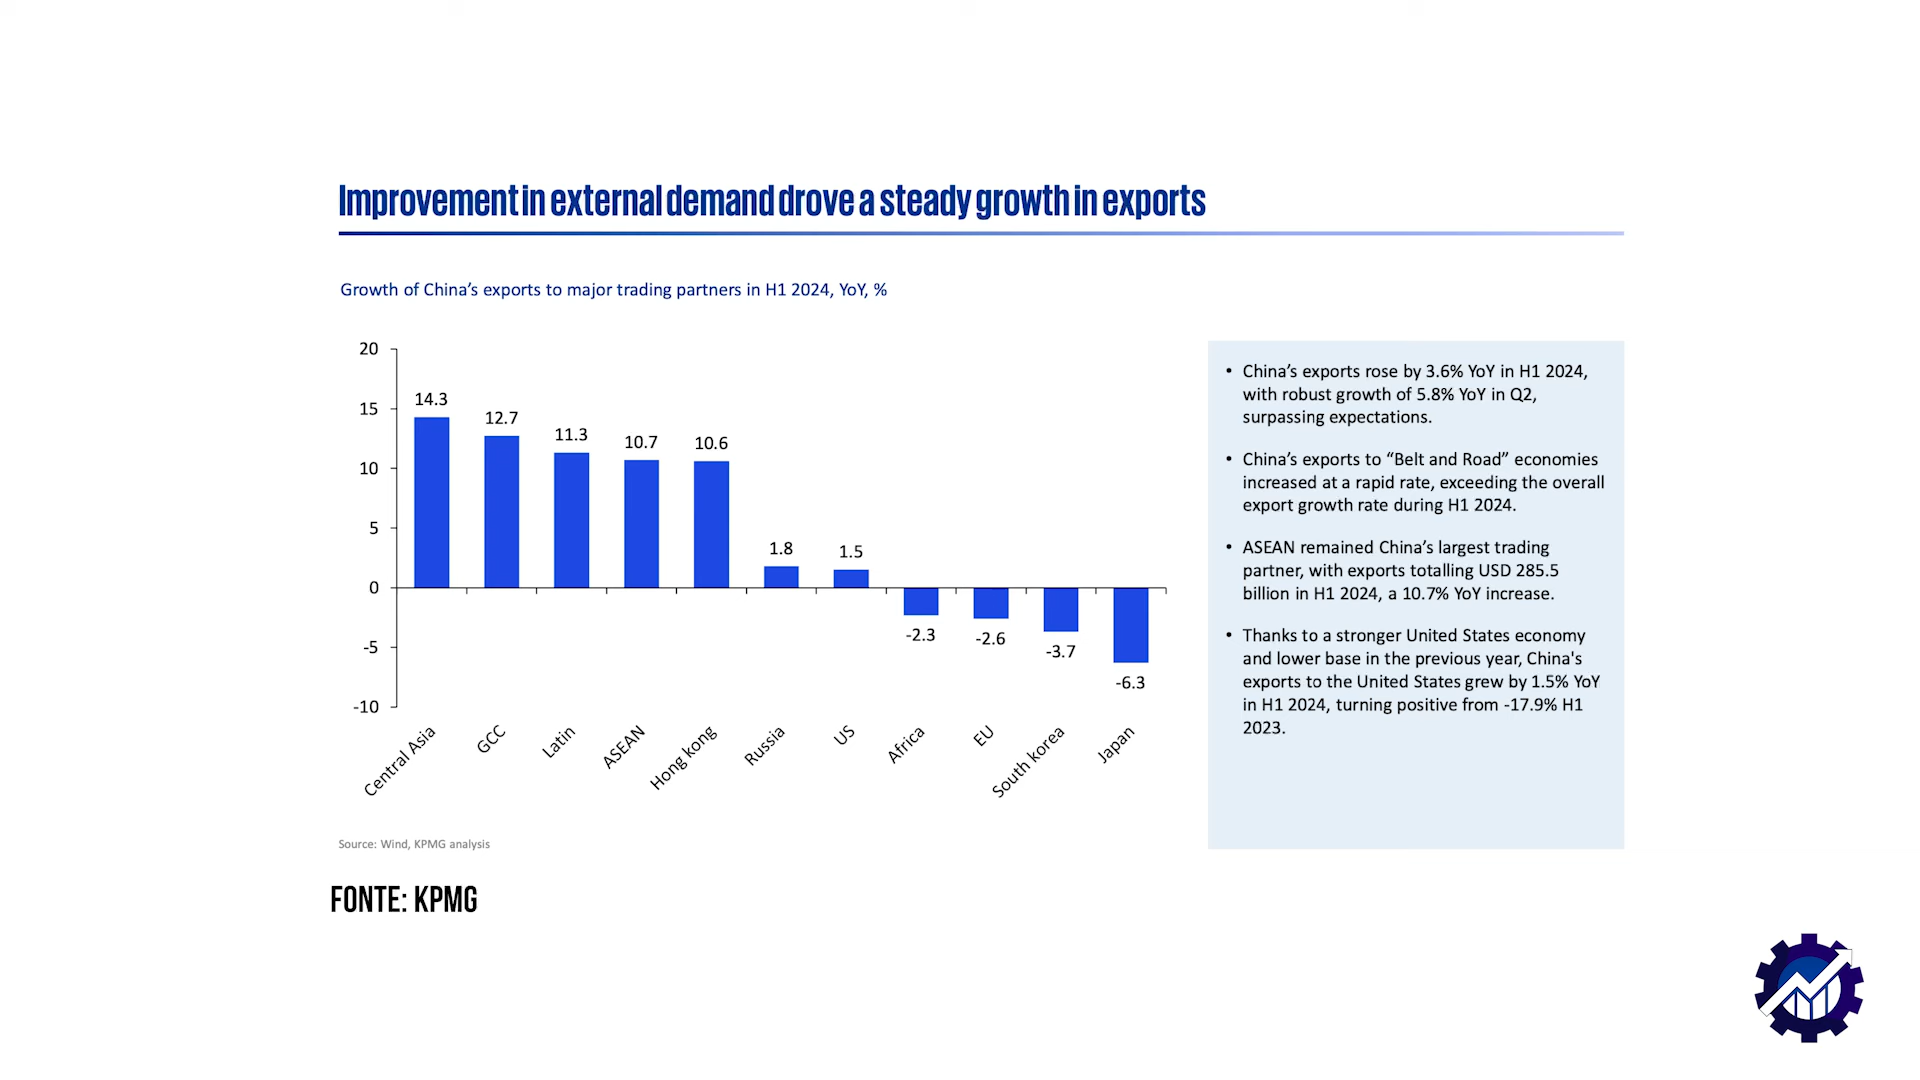 Improvement in external demand drove a steady growth in exports
Growth of China’s exports to major trading partners in H1 2024, YoY, %
20
15
10
5
0
-5
-10
14.3
12.7
11.3
10.7
10.6
1.8
1.5
-2.3
-2.6
-3.7
-6.3
Central Asia
GCC
Latin
ASEAN
Hong kong
Russia
US
Africa
EU
South korea
Japan
• China’s exports rose by 3.6% YoY in H1 2024,
with robust growth of 5.8% YoY in Q2,
surpassing expectations.
• China’s exports to “Belt and Road” economies
increased at a rapid rate, exceeding the overall
export growth rate during H1 2024.
• ASEAN remained China’s largest trading
partner, with exports totalling USD 285.5
billion in H1 2024, a 10.7% YoY increase.
• Thanks to a stronger United States economy
and lower base in the previous year, China's
exports to the United States grew by 1.5% YoY
in H1 2024, turning positive from -17.9% H1
2023.
Source: Wind, KPMG analysis
FONTE: KPMG